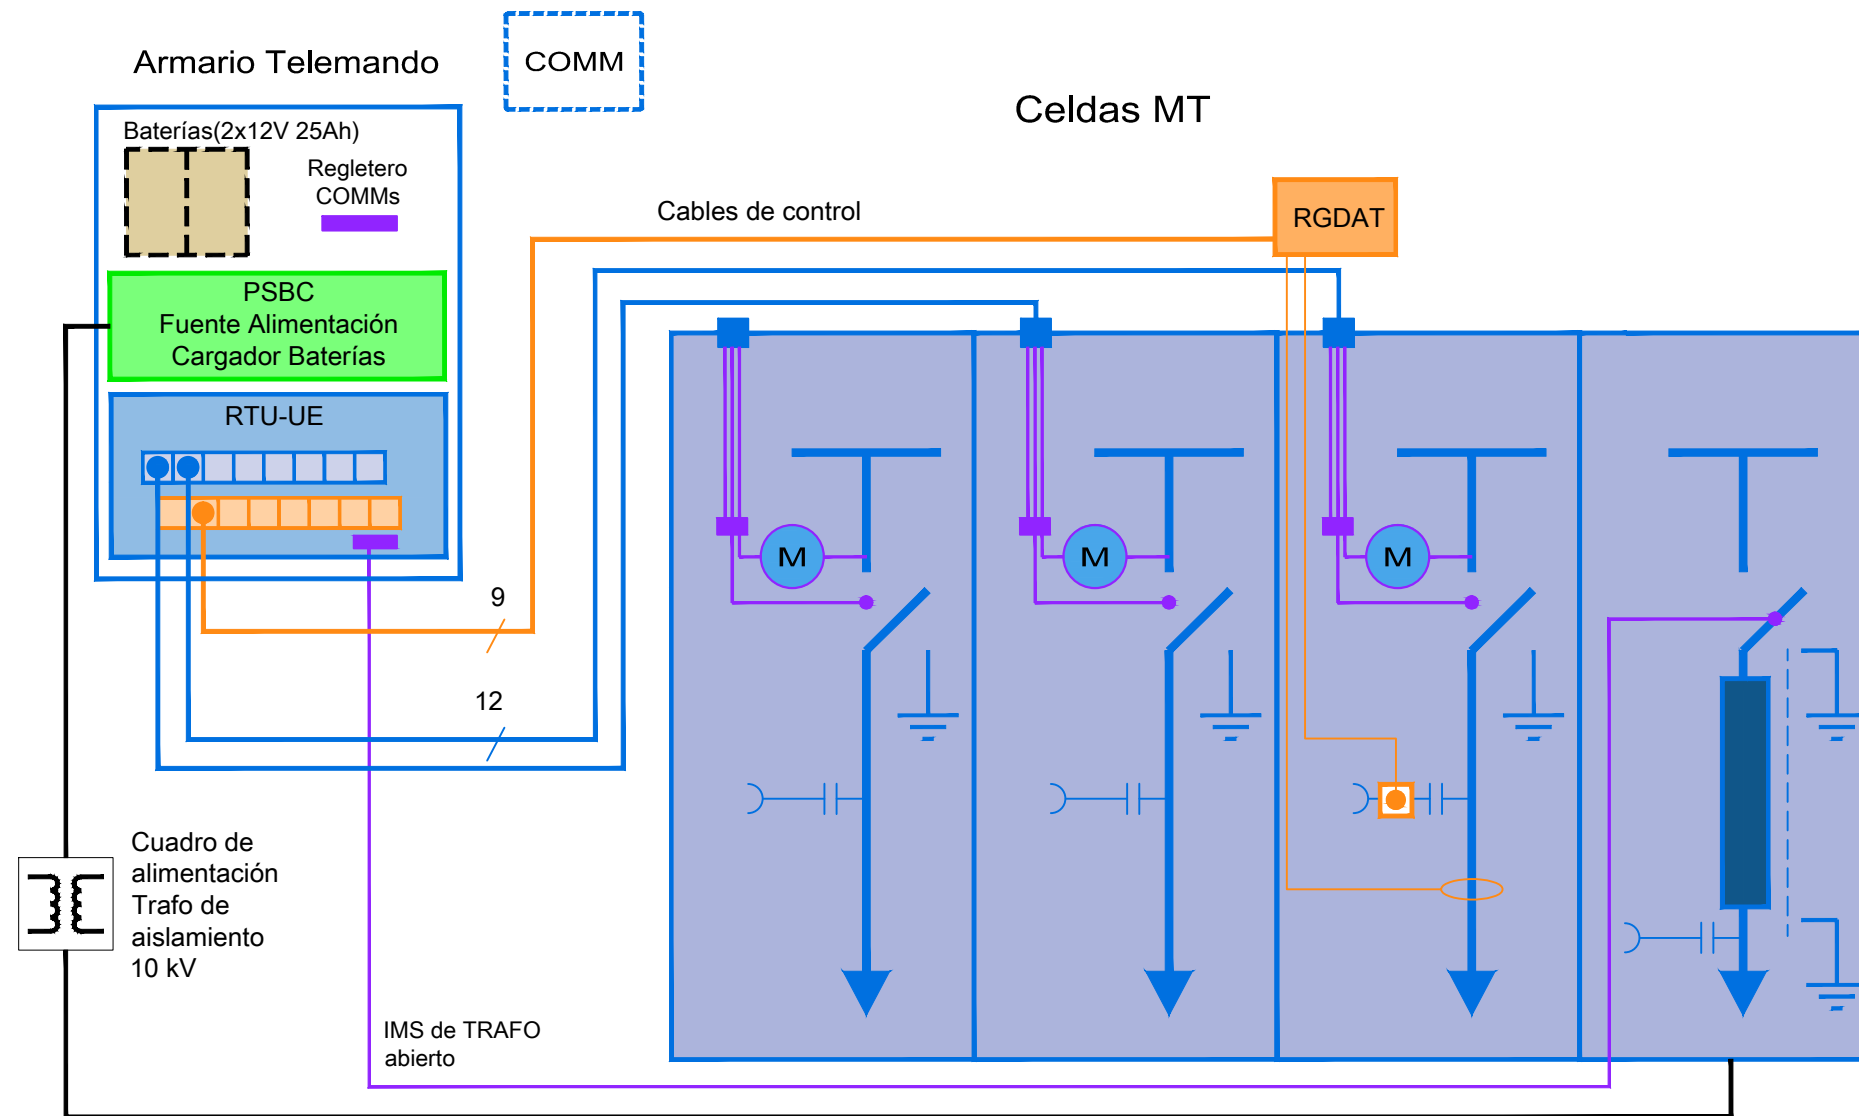 COMM
Armario Telemando
Celdas MT
Baterías(2x12V 25Ah)
Regletero
COMMs
Cables de control
RGDAT
PSBC
Fuente Alimentación
Cargador Baterías
RTU-UE
M
M
M
9
12
Cuadro de
alimentación
Trafo de
aislamiento
10 kV
IMS de TRAFO
abierto